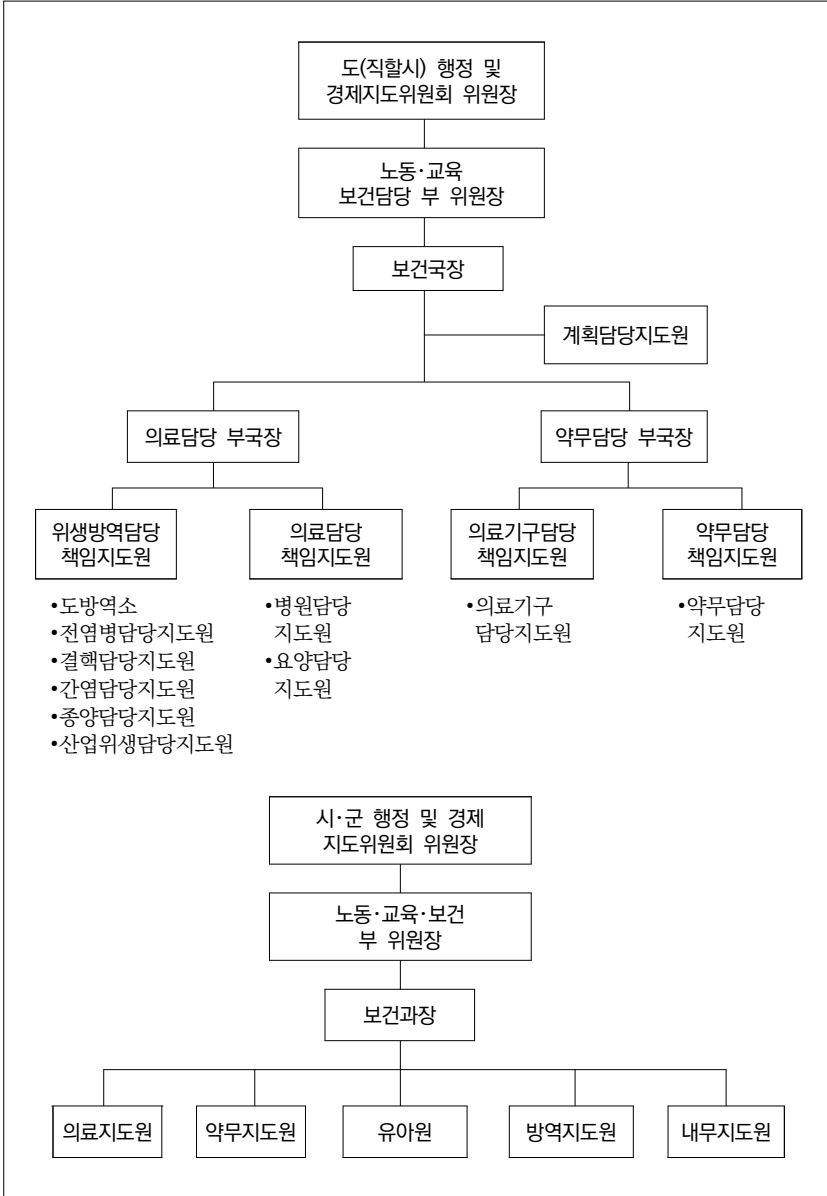 도(직할시) 행정 및
경제지도위원회 위원장
노동·교육
보건담당 부 위원장
보건국장
계획담당지도원
의료담당 부국장
약무담당 부국장
위생방역담당
책임지도원
의료담당
책임지도원
의료기구담당
책임지도원
약무담당
책임지도원
•도방역소
•전염병담당지도원
•결핵담당지도원
•간염담당지도원
•종양담당지도원
•산업위생담당지도원
•병원담당
지도원
•요양담당
지도원
•의료기구
담당지도원
•약무담당
지도원
시·군 행정 및 경제
지도위원회 위원장
노동·교육·보건
부 위원장
보건과장
의료지도원
약무지도원
유아원
방역지도원
내무지도원